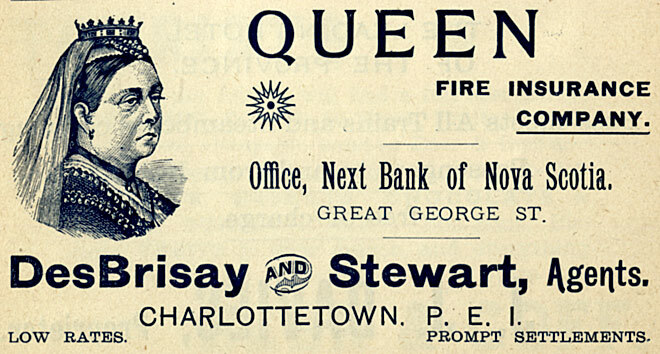 QUEEN
FIRE INSURANCE
COMPANY.
Office, Next Bank of Nova Scotia.
GREAT GEORGE ST.
DesBrisay AND Stewart, Agents.
CHARLOTTETOWN. P. E. I.
LOW RATES. PROMPT SETTLEMENTS.